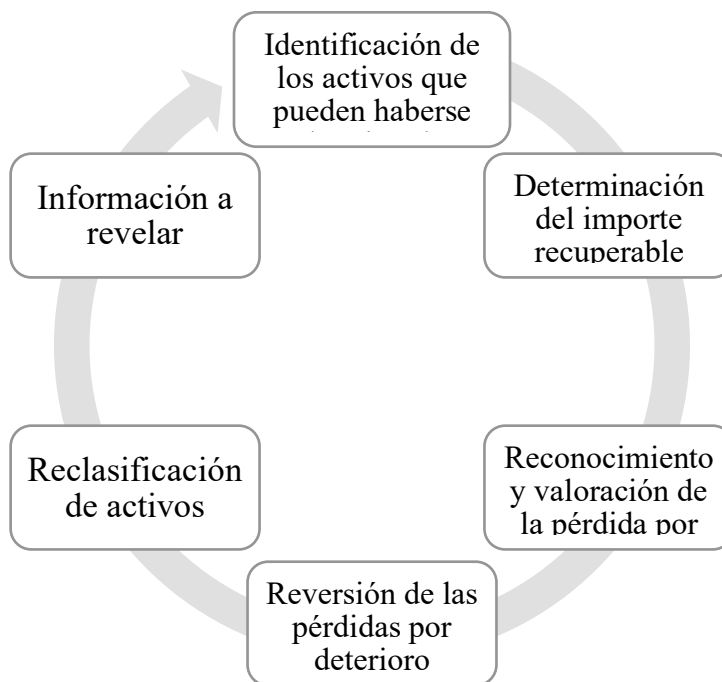 Identificación de
los activos que
pueden haberse
Determinación
del importe
recuperable
Reconocimiento
y valoración de
la pérdida por
Reversión de las
pérdidas por
deterioro
Reclasificación
de activos
Información a
revelar